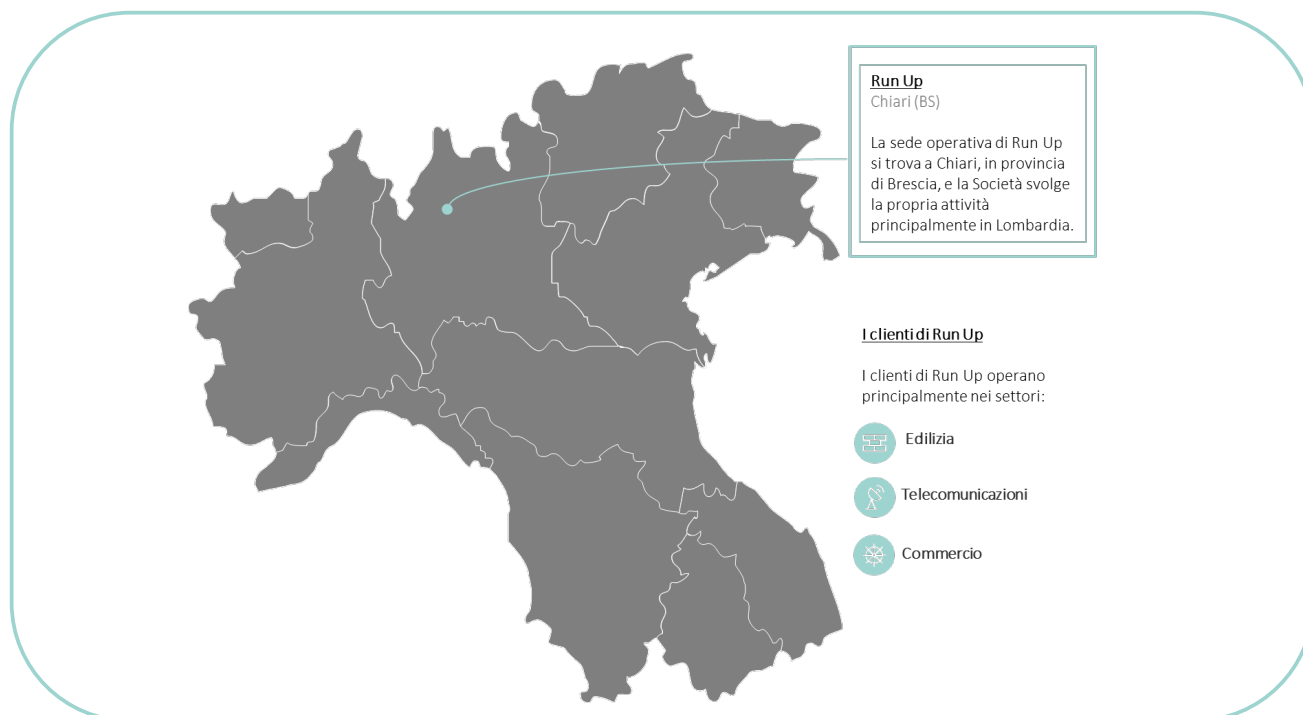 Run Up
Chiari (BS)
La sede operativa di Run Up
si trova a Chiari, in provincia
di Brescia, e la Società svolge
la propria attività
principalmente in Lombardia.
I clienti di Run Up
I clienti di Run Up operano
principalmente nei settori:
Edilizia
Telecomunicazioni
Commercio